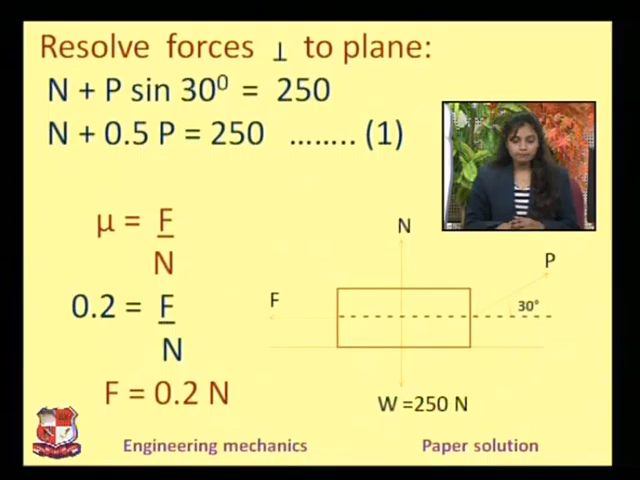 Resolve forces ⊥ to plane:
N + P sin 30⁰ = 250
N + 0.5 P = 250 …….. (1)
μ = F
N
0.2 = F
N
F = 0.2 N
N
P
F
30°
W =250 N
Engineering mechanics
Paper solution